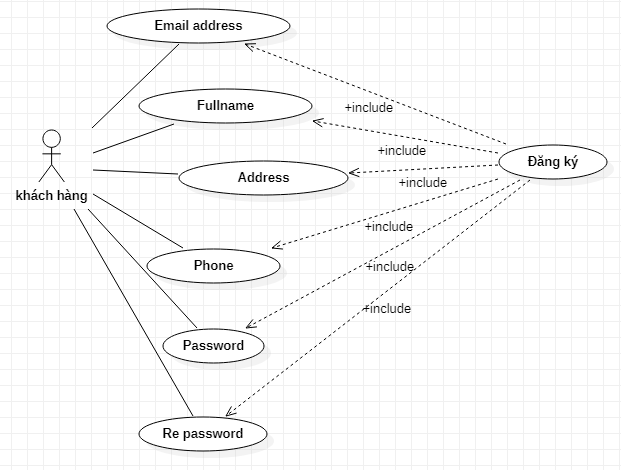 Email address
Fullname
+include
+include
Đăng ký
Address
+include
khách hàng
+include
Phone
+include
+include
Password
Re password